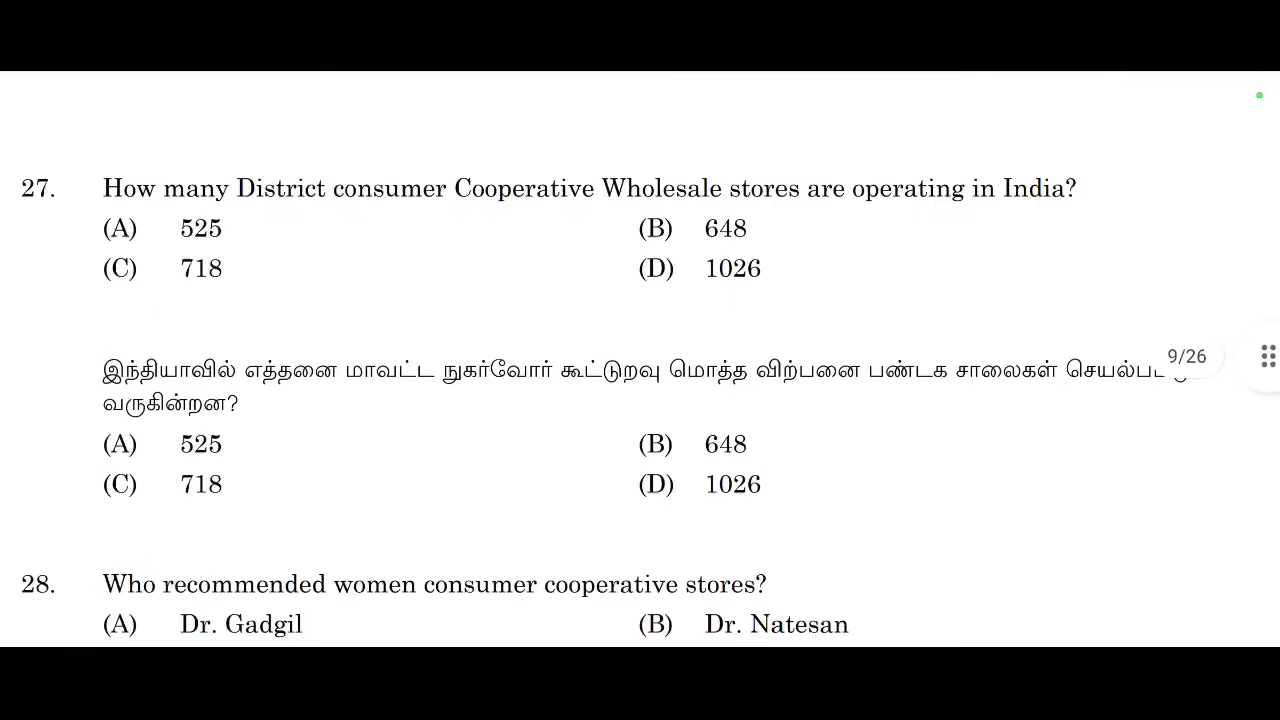 27. How many District consumer Cooperative Wholesale stores are operating in India?
(A) 525 (B) 648
(C) 718 (D) 1026
இந்தியாவில் எத்தனை மாவட்ட நுகர்வோர் கூட்டுறவு மொத்த விற்பனை பண்டக சாலைகள்
9/26
வருகின்றன?
(A) 525 (B) 648
(C) 718 (D) 1026
28. Who recommended women consumer cooperative stores?
(A) Dr. Gadgil (B) Dr. Natesan